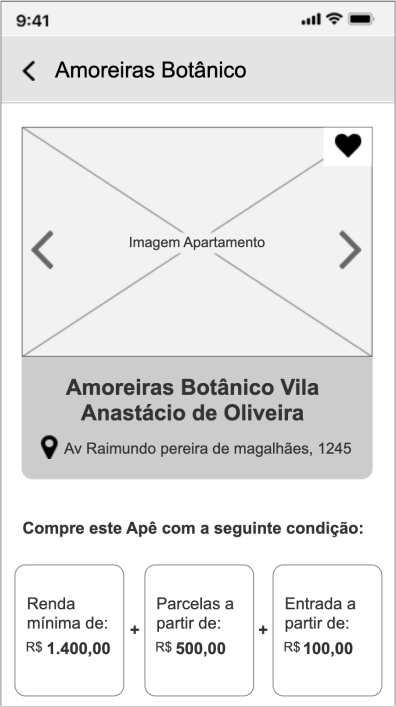 9:41
Amoreiras Botânico
Imagem Apartamento
Amoreiras Botânico Vila
Anastácio de Oliveira
Av Raimundo pereira de magalhães, 1245
Compre este Apê com a seguinte condição:
Renda
mínima de:
R$ 1.400,00
+
Parcelas a
partir de:
R$ 500,00
+
Entrada a
partir de:
R$ 100,00